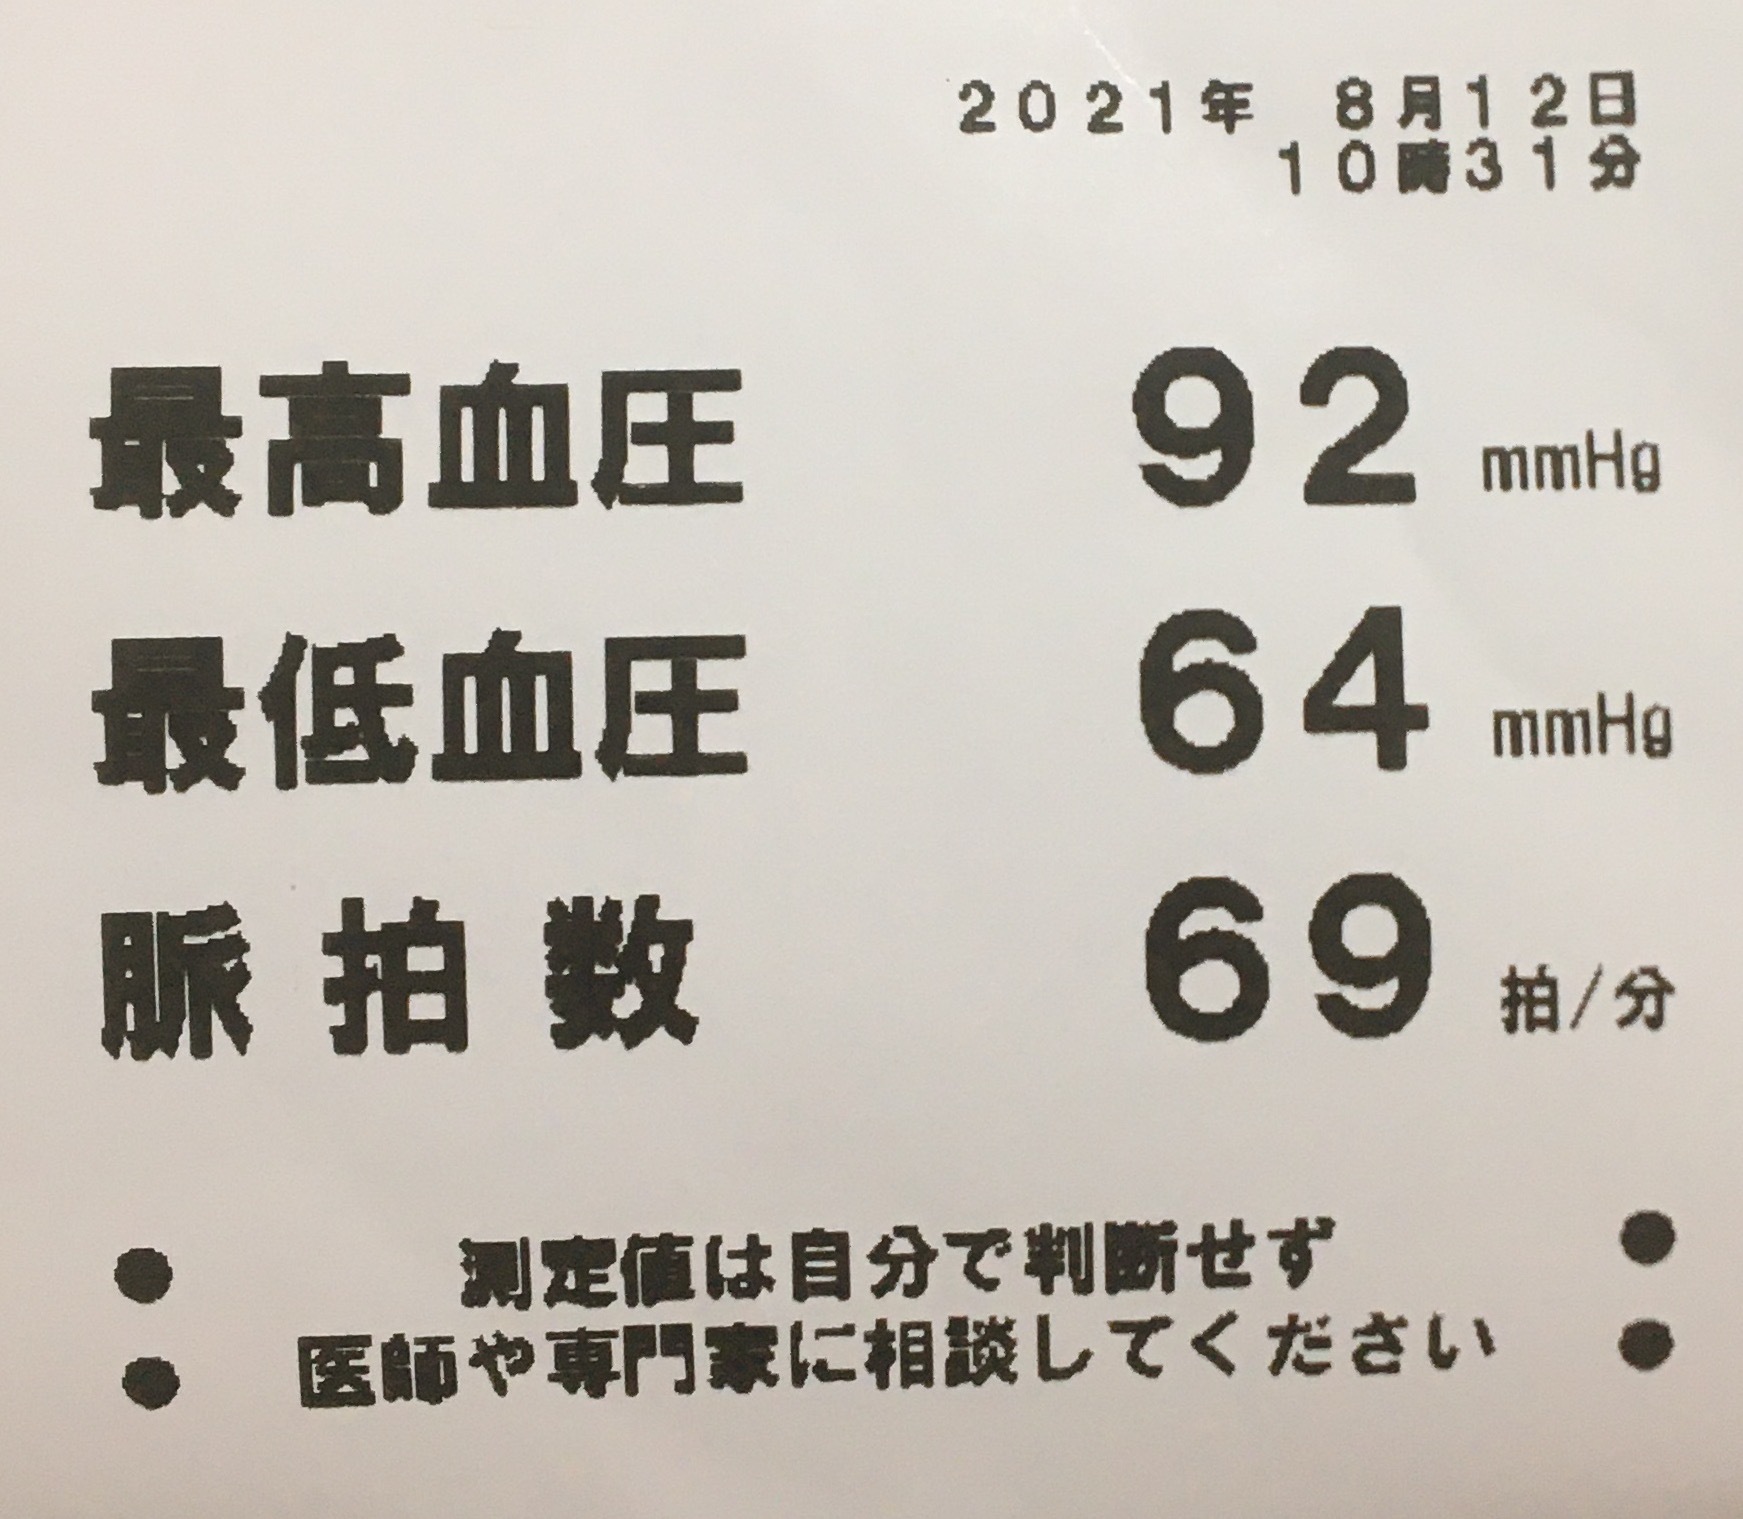 2021年 8月12日
10時31分
最高血圧 92 mmHg
最低血圧 64 mmHg
脈拍数 69 拍/分
● 測定値は自分で判断せず ●
● 医師や専門家に相談してください ●